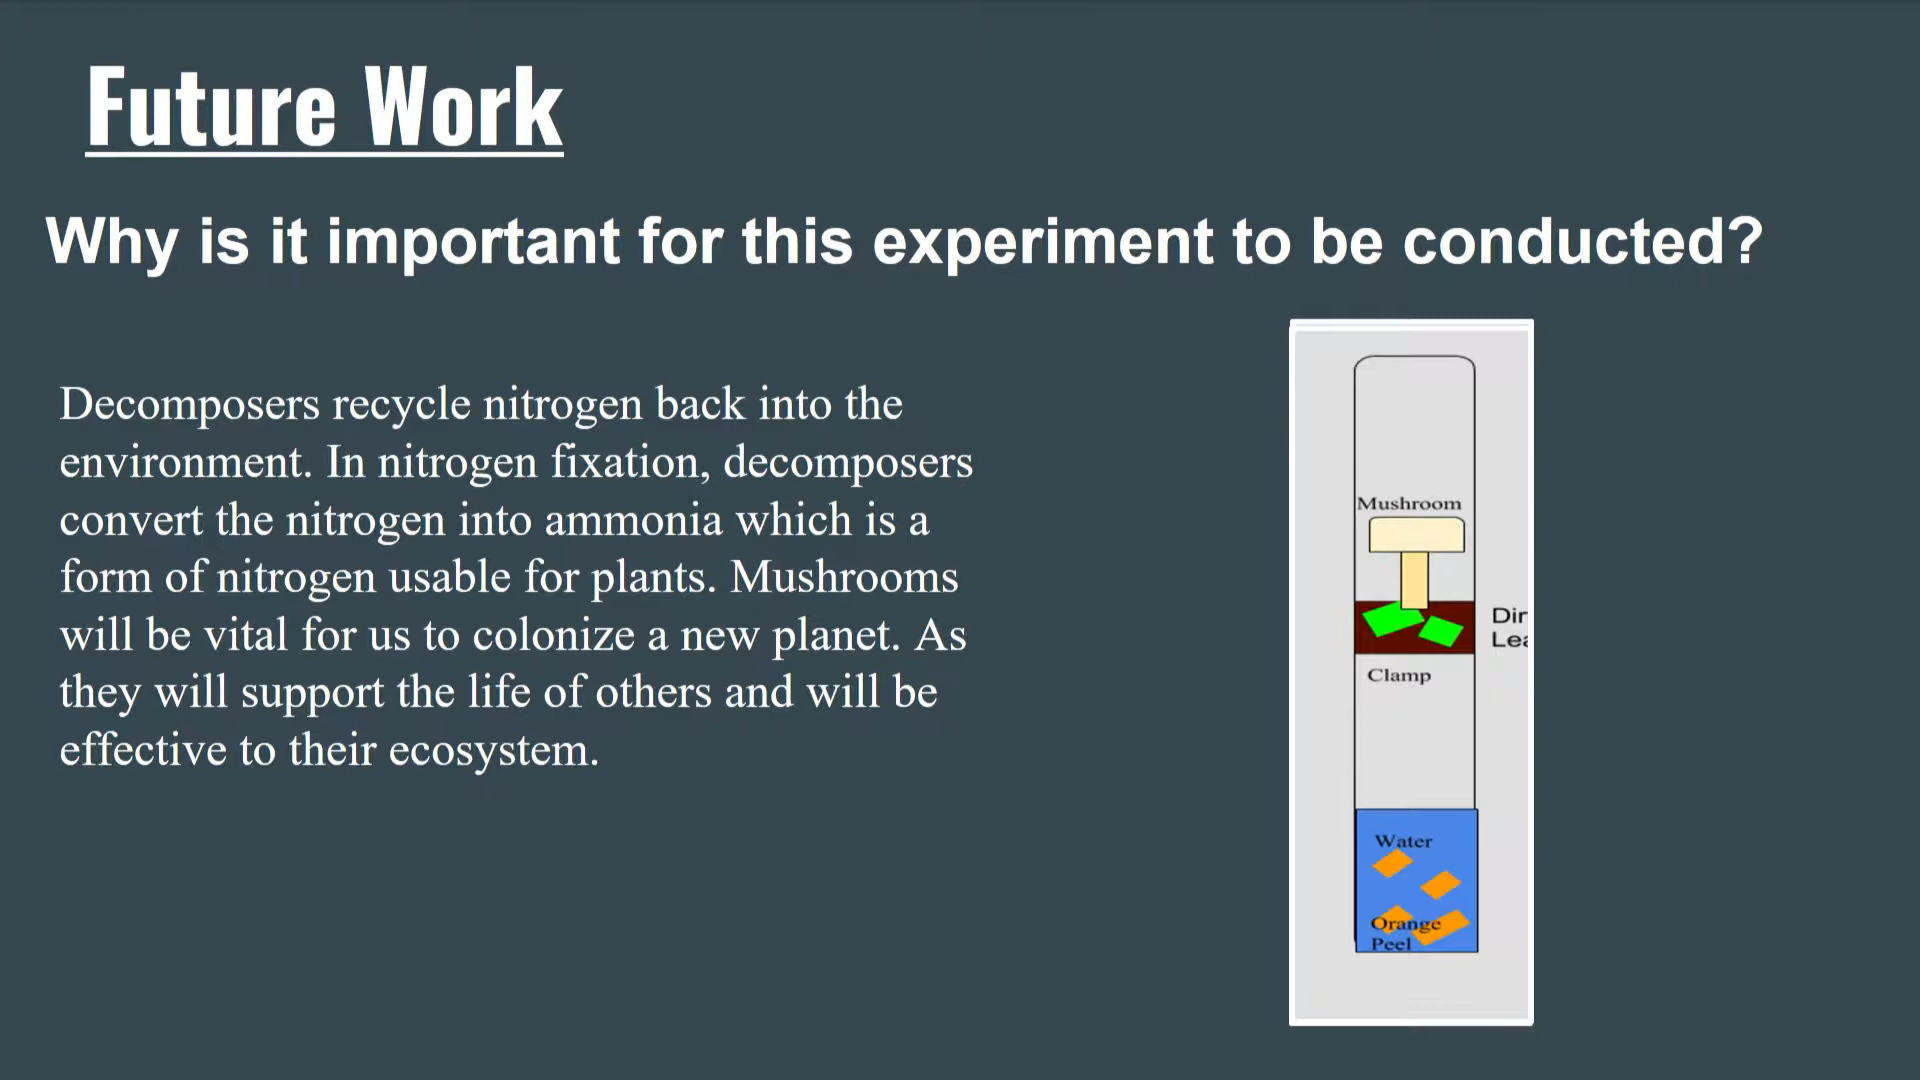 Future Work
Why is it important for this experiment to be conducted?
Decomposers recycle nitrogen back into the
environment. In nitrogen fixation, decomposers
convert the nitrogen into ammonia which is a
form of nitrogen usable for plants. Mushrooms
will be vital for us to colonize a new planet. As
they will support the life of others and will be
effective to their ecosystem.
Mushroom
Clamp
Water
Orange
Peel